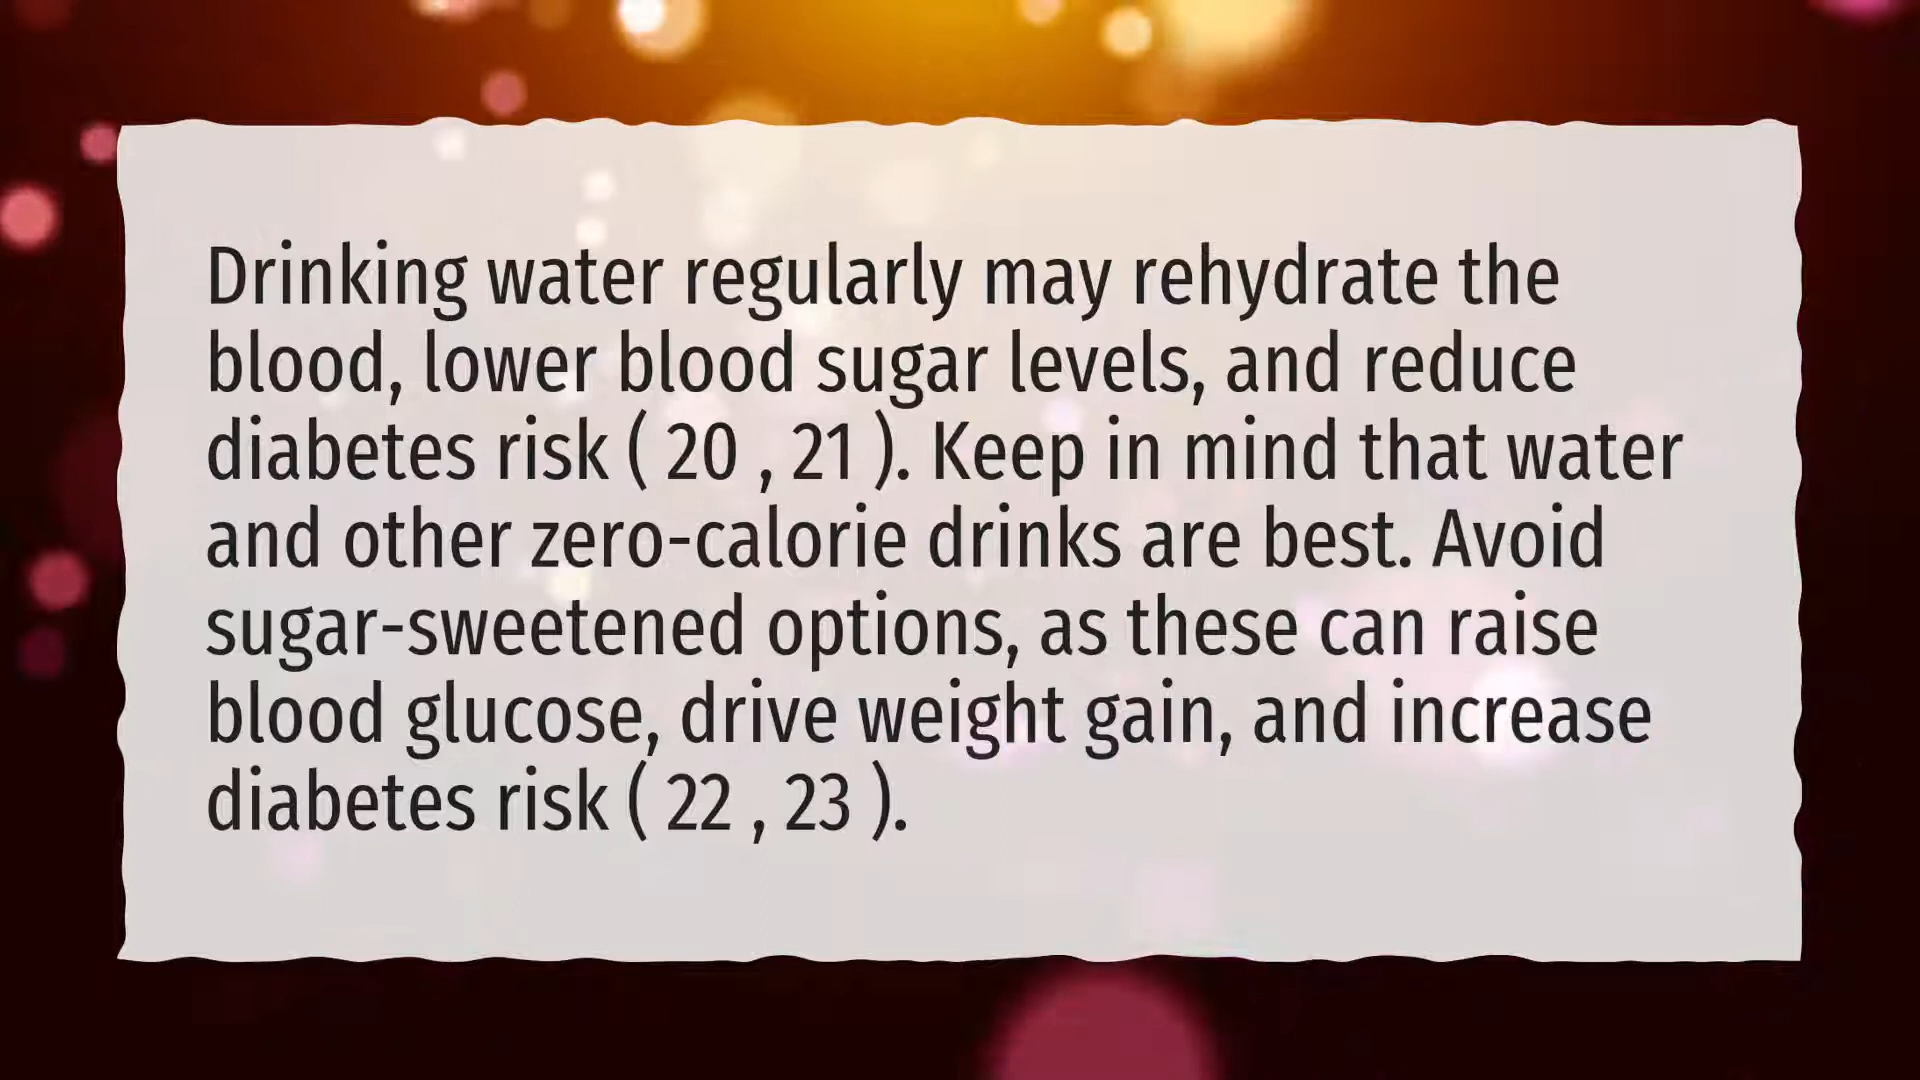 Drinking water regularly may rehydrate the
blood, lower blood sugar levels, and reduce
diabetes risk ( 20 , 21 ). Keep in mind that water
and other zero-calorie drinks are best. Avoid
sugar-sweetened options, as these can raise
blood glucose, drive weight gain, and increase
diabetes risk ( 22 , 23 ).